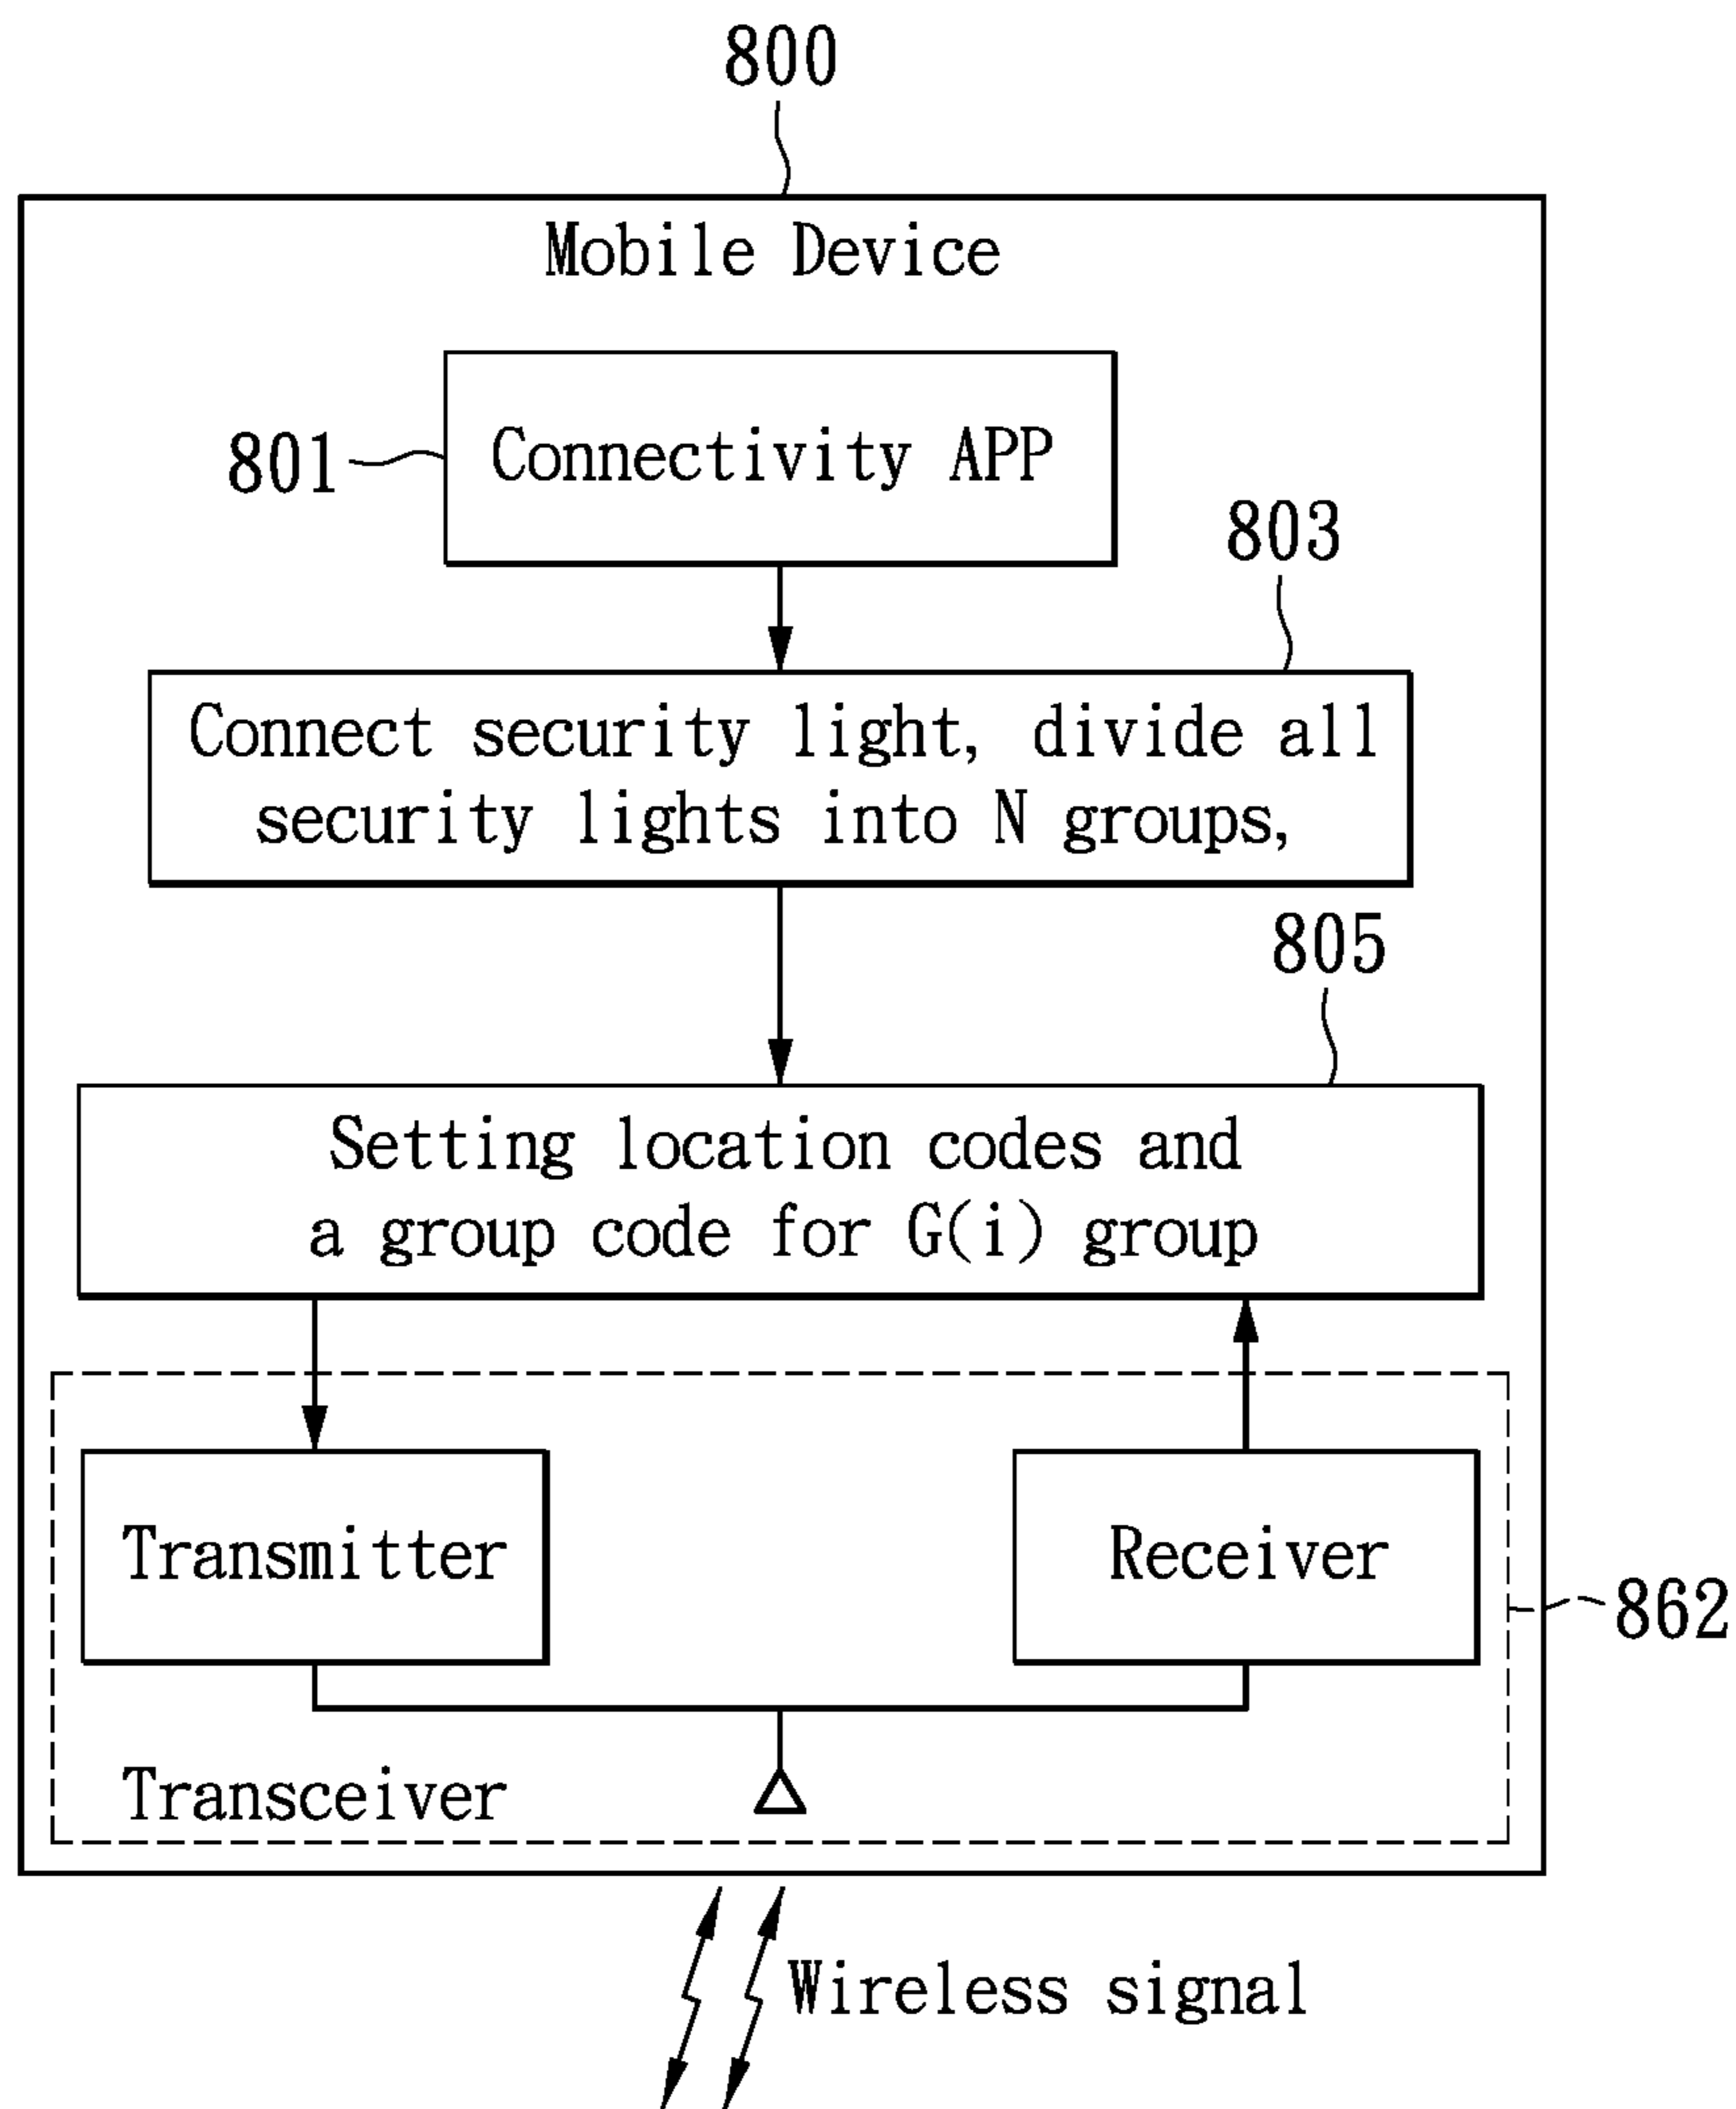 800
Mobile Device
801
Connectivity APP
803
Connect security light, divide all
security lights into N groups,
805
Setting location codes and
a group code for G(i) group
Transmitter
Receiver
862
Transceiver
Wireless signal